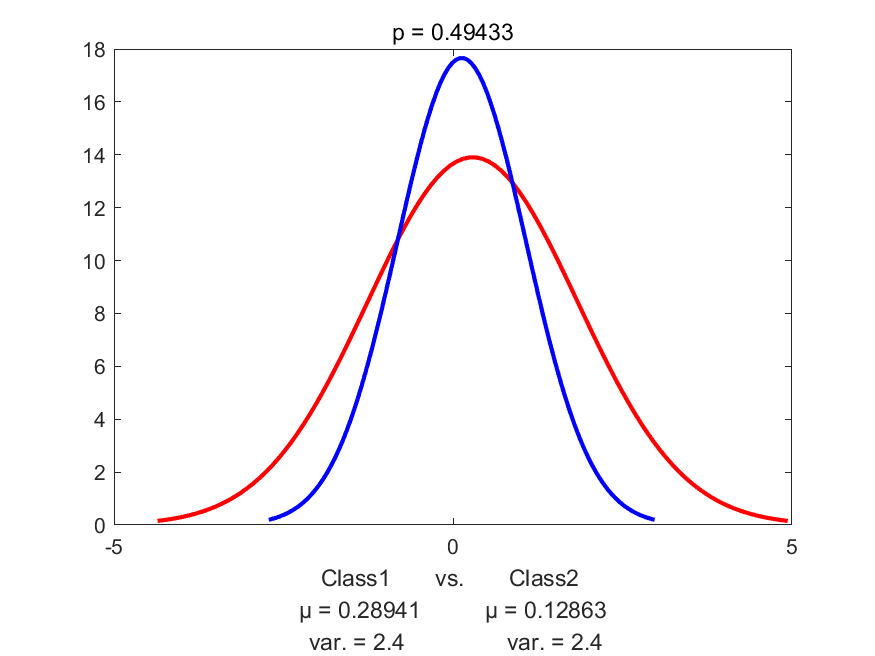 p = 0.49433
18
16
14
12
10
8
6
4
2
0
-5 0 5
Class1 vs. Class2
μ = 0.28941 μ = 0.12863
var. = 2.4 var. = 2.4